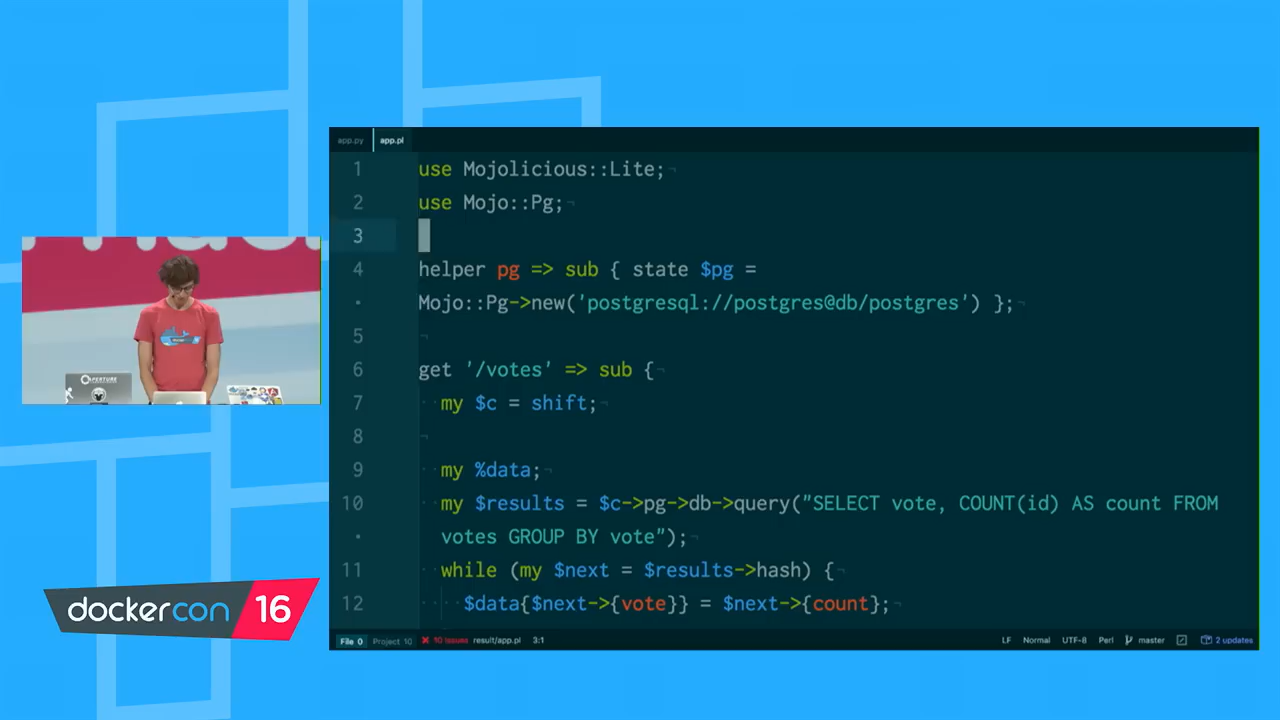 app.py
app.pl
1 use Mojolicious::Lite;
2 use Mojo::Pg;
3
4 helper pg => sub { state $pg =
Mojo::Pg->new('postgresql://postgres@db/postgres') };
5
6 get '/votes' => sub {
7 my $c = shift;
8
9 my %data;
10 my $results = $c->pg->db->query("SELECT vote, COUNT(id) AS count FROM
votes GROUP BY vote");
11 while (my $next = $results->hash) {
12 $data{$next->{vote}} = $next->{count};
File 0 Project 10 10 issues result/app.pl 3:1 LF Normal UTF-8 Perl master 2 updates
APERTURE
dockercon 16